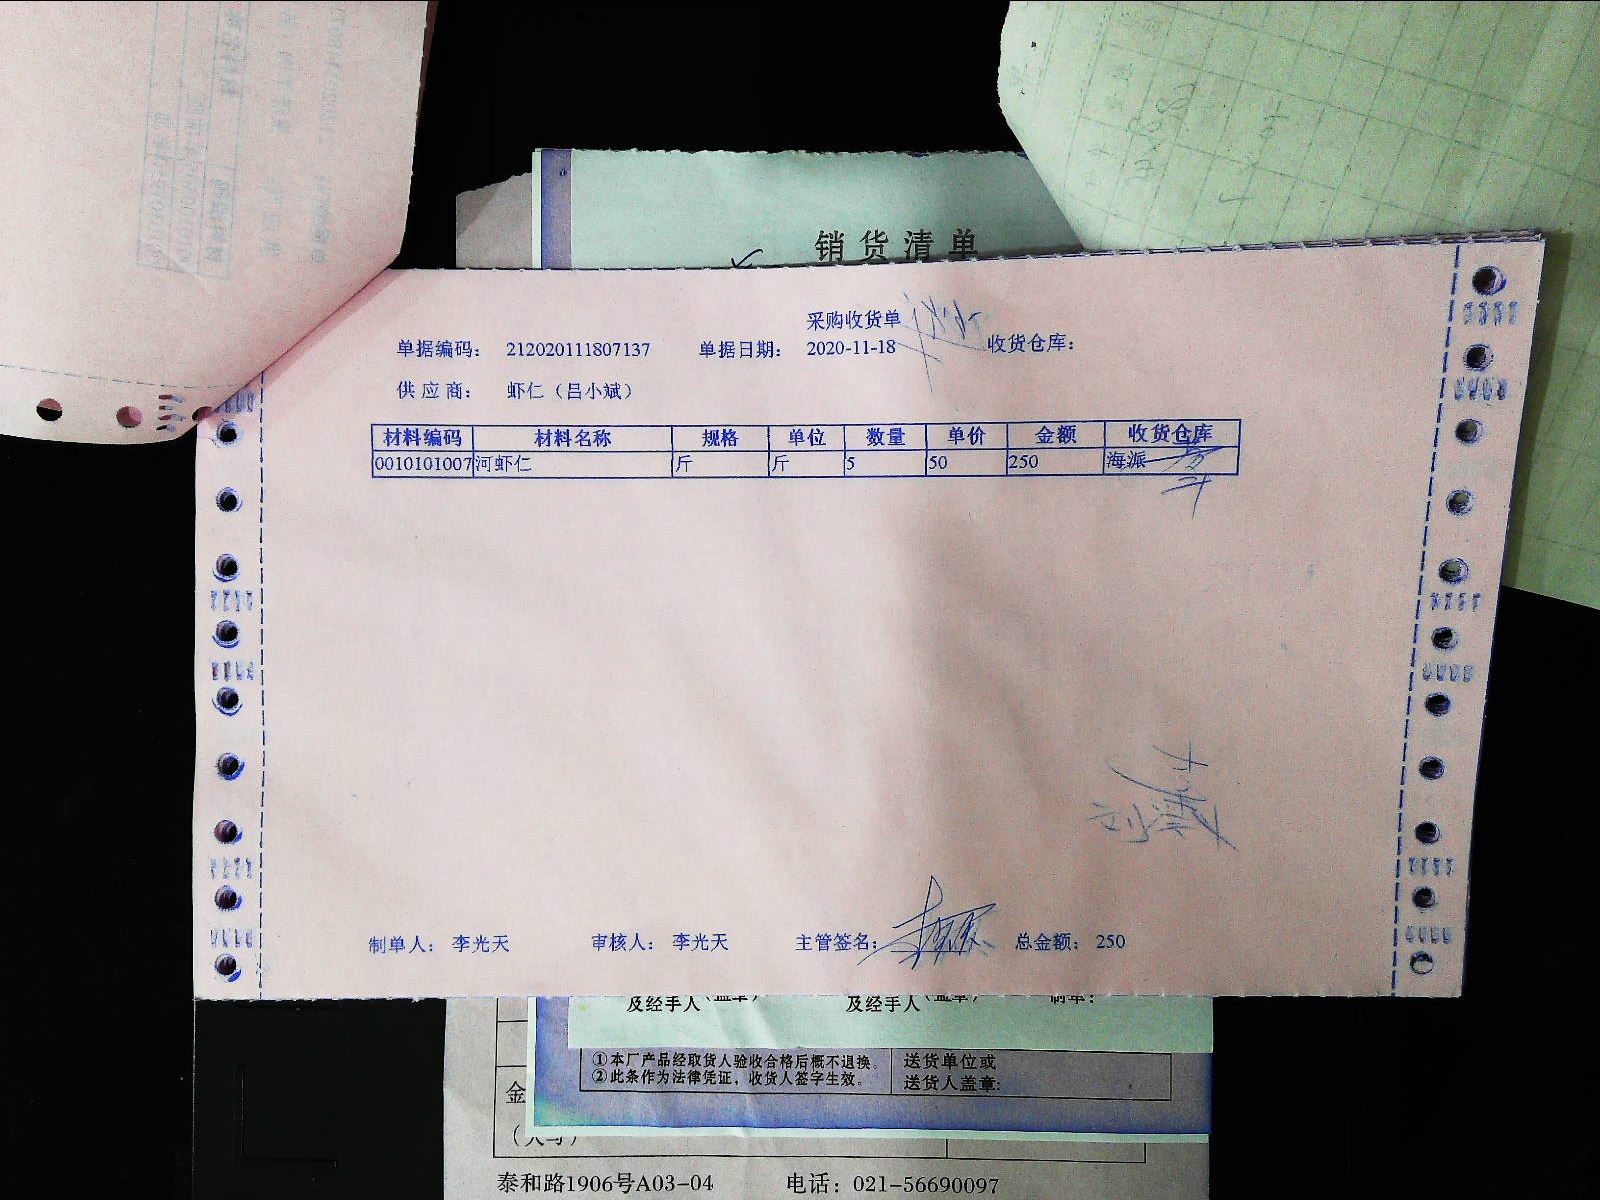 销货清单
采购收货单
单据编码： 212020111807137 单据日期： 2020-11-18 收货仓库：
供应商： 虾仁（吕小斌）
材料编码 材料名称 规格 单位 数量 单价 金额 收货仓库
0010101007 河虾仁 斤 斤 5 50 250 海派
制单人： 李光天 审核人： 李光天 主管签名： 总金额： 250
及经手人 及经手人 制单：
①本厂产品经取货人验收合格后概不退换。 送货单位或
②此条作为法律凭证，收货人签字生效。 送货人盖章:
金
泰和路1906号A03-04 电话：021-56690097